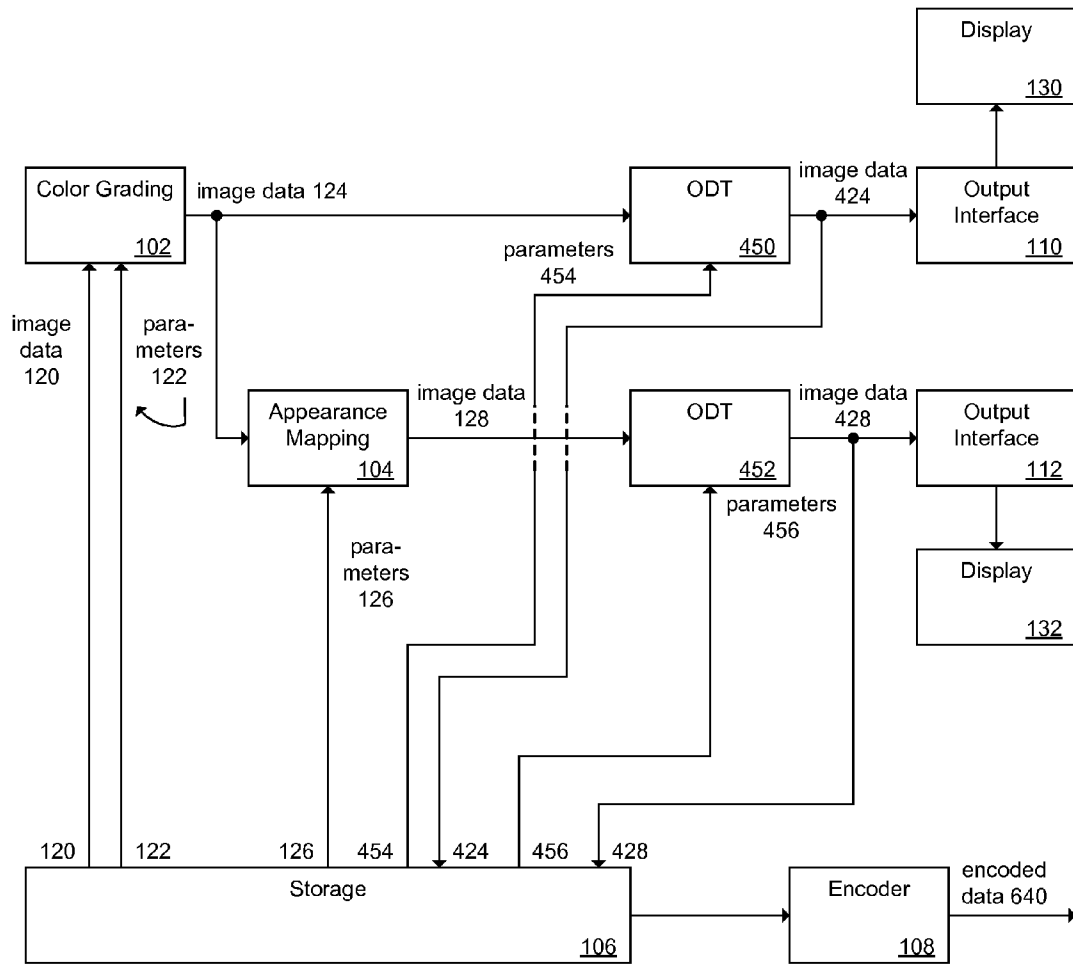 Display
130
Color Grading
102
image data 124
ODT
450
image data
424
Output
Interface
110
parameters
454
image
data
120
para-
meters
122
Appearance
Mapping
104
image data
128
ODT
452
image data
428
Output
Interface
112
parameters
456
para-
meters
126
Display
132
120
122
126
454
424
456
428
Storage
106
Encoder
108
encoded
data 640